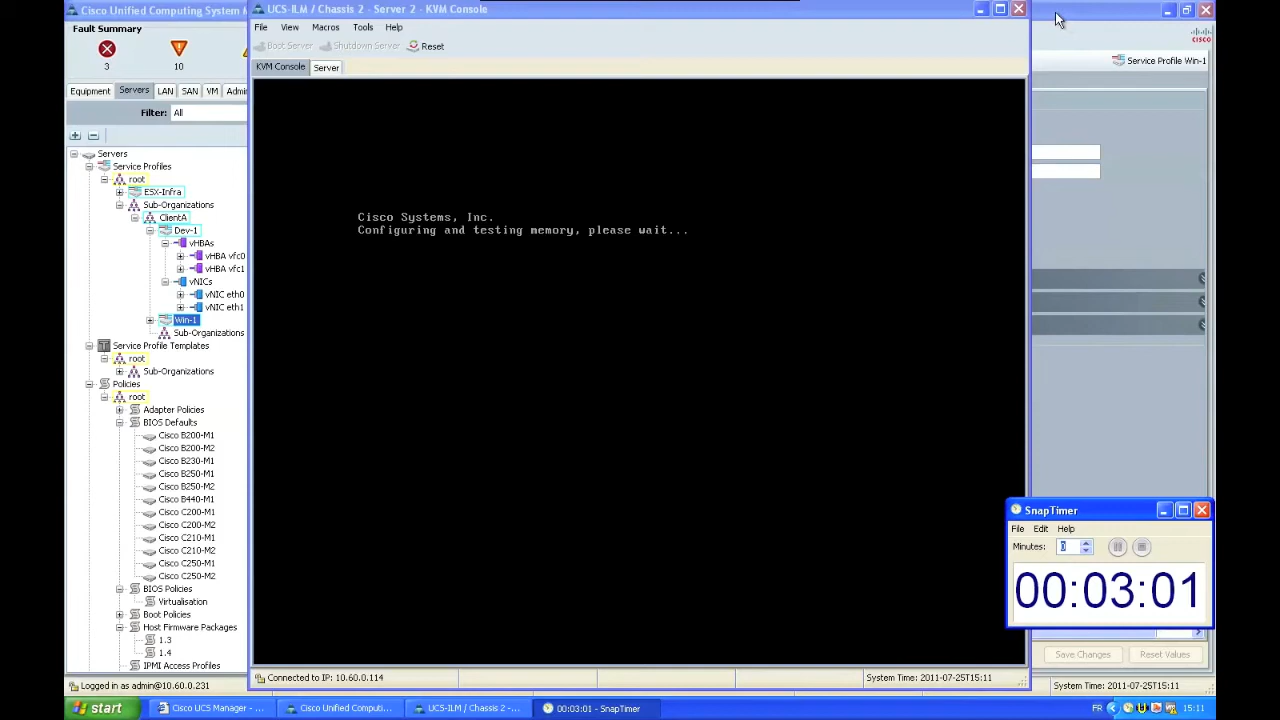 Cisco Unified Computing System M
UCS-ILM / Chassis 2 - Server 2 - KVM Console
Fault Summary
3
10
File View Macros Tools Help
Boot Server Shutdown Server Reset
KVM Console Server
CISCO
Service Profile Win-1
Equipment Servers LAN SAN VM Admi
Filter: All
Servers
Service Profiles
root
ESX-Infra
Sub-Organizations
ClientA
Dev-1
vHBAs
vHBA vfc0
vHBA vfc1
vNICs
vNIC eth0
vNIC eth1
Win-1
Sub-Organizations
Service Profile Templates
root
Sub-Organizations
Policies
root
Adapter Policies
BIOS Defaults
Cisco B200-M1
Cisco B200-M2
Cisco B230-M1
Cisco B250-M1
Cisco B250-M2
Cisco B440-M1
Cisco C200-M1
Cisco C200-M2
Cisco C210-M1
Cisco C210-M2
Cisco C250-M1
Cisco C250-M2
BIOS Policies
Virtualisation
Boot Policies
Host Firmware Packages
1.3
1.4
IPMI Access Profiles
Cisco Systems, Inc.
Configuring and testing memory, please wait...
SnapTimer
File Edit Help
Minutes: 0
00:03:01
Save Changes Reset Values
Connected to IP: 10.60.0.114
System Time: 2011-07-25T15:11
Logged in as admin@10.60.0.231
System Time: 2011-07-25T15:11
start
Cisco UCS Manager - ...
Cisco Unified Computi...
UCS-ILM / Chassis 2 -...
00:03:01 - SnapTimer
FR
15:11